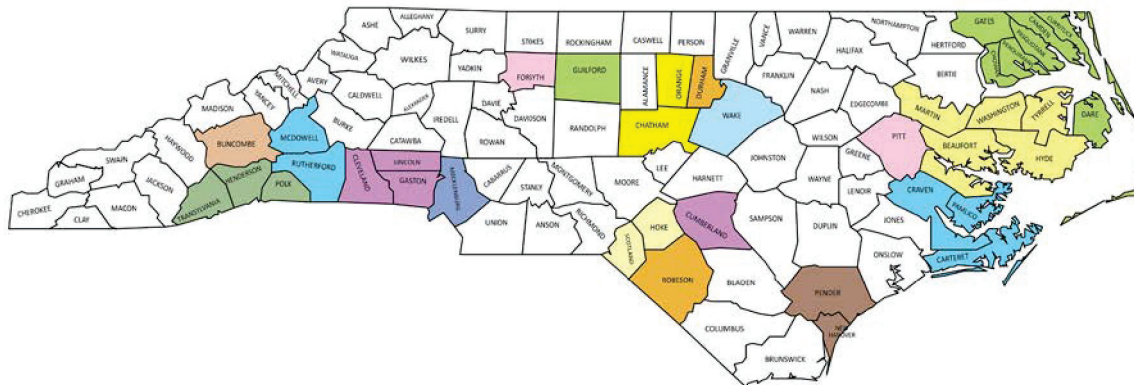 ASHE
ALLEGHANY
SURRY
STOKES
ROCKINGHAM
CASWELL
PERSON
GRANVILLE
VANCE
WARREN
NORTHAMPTON
GATES
CAMDEN
CURRITUCK
PASQUOTANK
PERQUIMANS
CHOWAN
HERTFORD
HALIFAX
BERTIE
WATAUGA
WILKES
YADKIN
FORSYTH
GUILFORD
ALAMANCE
ORANGE
DURHAM
FRANKLIN
NASH
EDGECOMBE
MARTIN
WASHINGTON
TYRRELL
DARE
MITCHELL
AVERY
CALDWELL
ALEXANDER
IREDELL
DAVIE
DAVIDSON
RANDOLPH
CHATHAM
WAKE
WILSON
PITT
BEAUFORT
HYDE
MADISON
YANCEY
BURKE
CATAWBA
ROWAN
MCDOWELL
BUNCOMBE
HAYWOOD
SWAIN
GRAHAM
JACKSON
CHEROKEE
CLAY
MACON
TRANSYLVANIA
HENDERSON
POLK
RUTHERFORD
CLEVELAND
LINCOLN
GASTON
MECKLENBURG
CABARRUS
STANLY
MONTGOMERY
MOORE
LEE
HARNETT
JOHNSTON
WAYNE
GREENE
LENOIR
CRAVEN
PAMLICO
JONES
CARTERET
UNION
ANSON
RICHMOND
SCOTLAND
HOKE
CUMBERLAND
SAMPSON
DUPLIN
ONSLOW
ROBESON
BLADEN
PENDER
NEW
HANOVER
COLUMBUS
BRUNSWICK